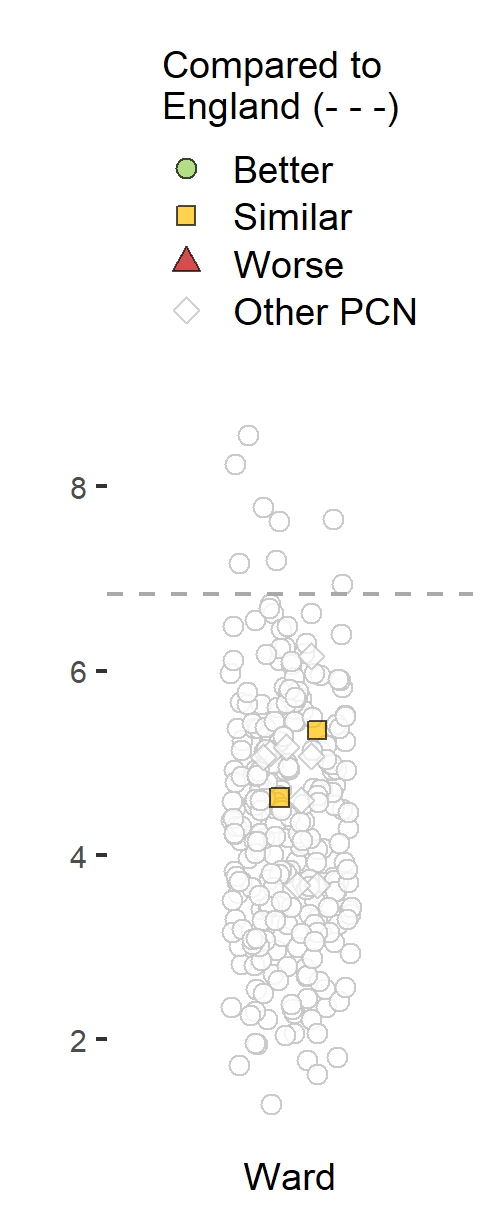 Compared to
England (- - -)
Better
Similar
Worse
Other PCN
8
6
4
2
Ward